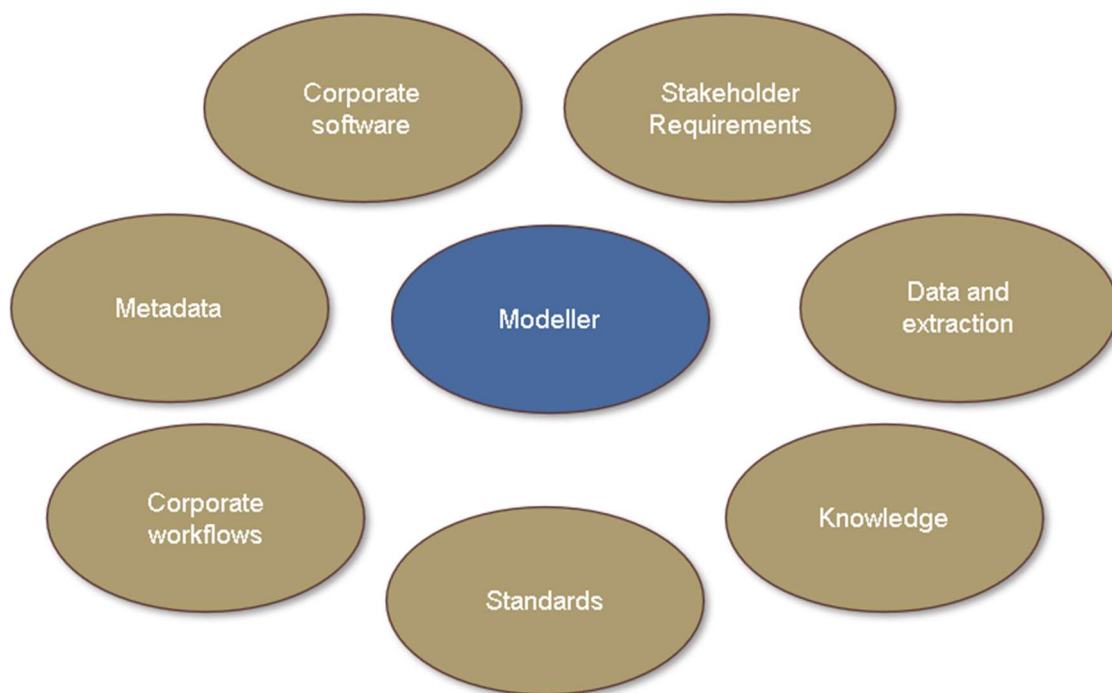 Corporate
software
Stakeholder
Requirements
Metadata
Modeller
Data and
extraction
Corporate
workflows
Knowledge
Standards